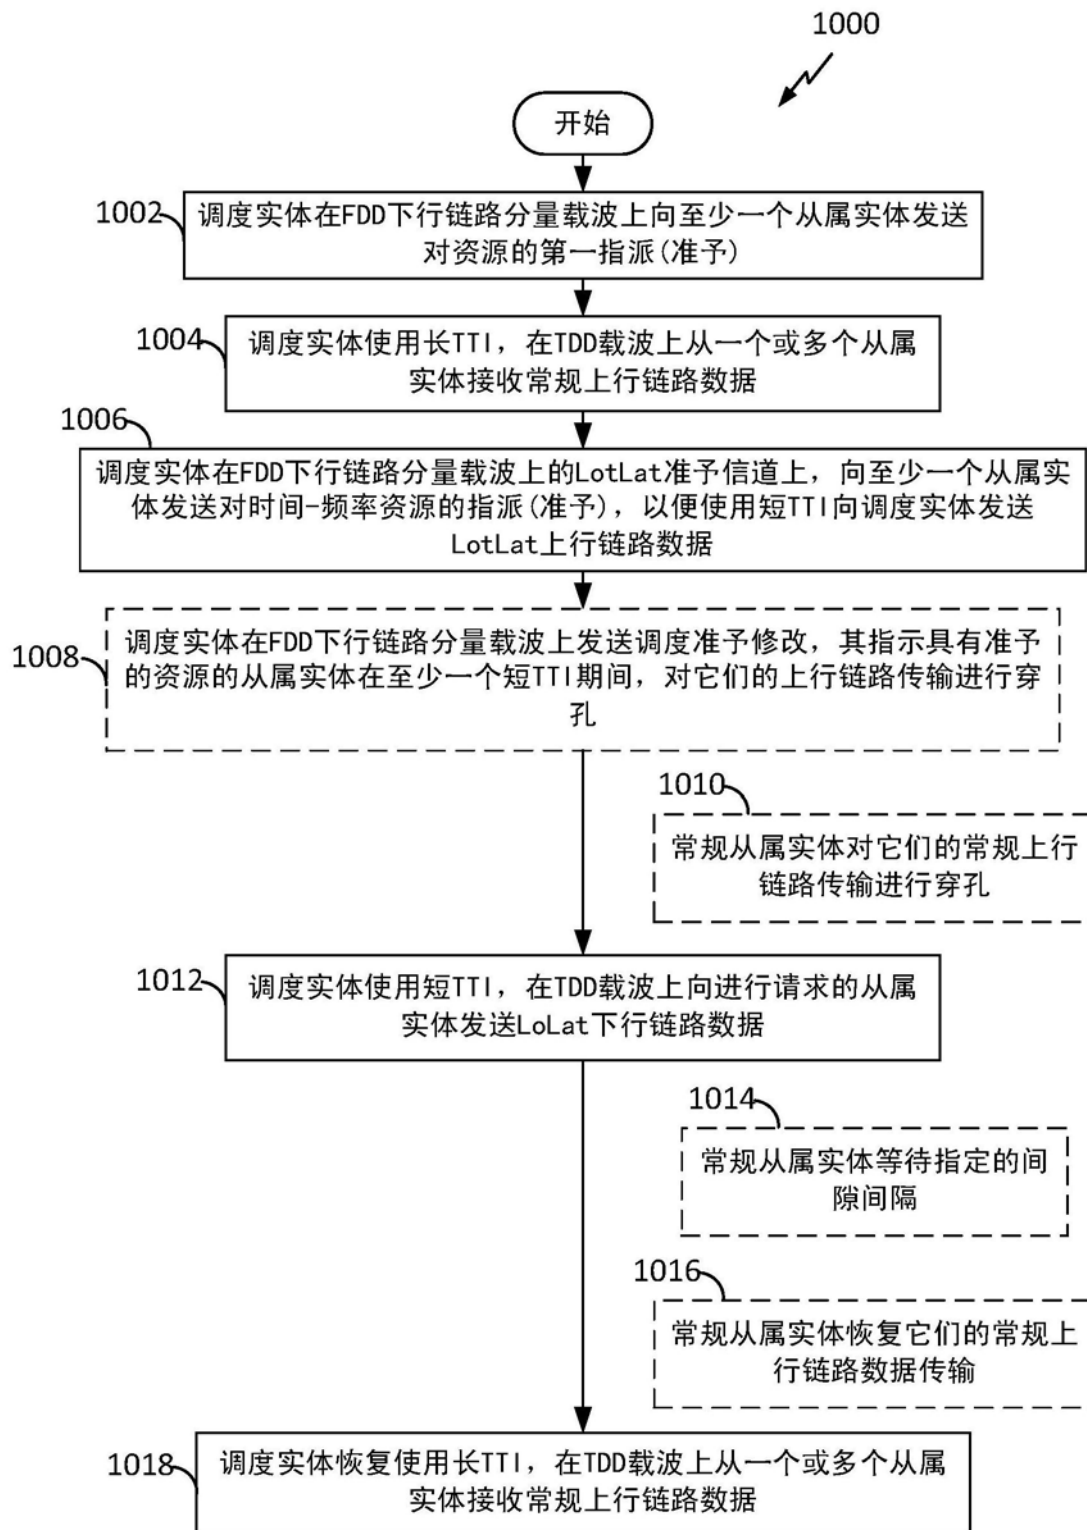 1000
开始
1002
调度实体在FDD下行链路分量载波上向至少一个从属实体发送
对资源的第一指派(准予)
1004
调度实体使用长TTI，在TDD载波上从一个或多个从属
实体接收常规上行链路数据
1006
调度实体在FDD下行链路分量载波上的LotLat准予信道上，向至少一个从属实
体发送对时间-频率资源的指派(准予)，以便使用短TTI向调度实体发送
LotLat上行链路数据
1008
调度实体在FDD下行链路分量载波上发送调度准予修改，其指示具有准予
的资源的从属实体在至少一个短TTI期间，对它们的上行链路传输进行穿
孔
1010
常规从属实体对它们的常规上行
链路传输进行穿孔
1012
调度实体使用短TTI，在TDD载波上向进行请求的从属
实体发送LoLat下行链路数据
1014
常规从属实体等待指定的间
隙间隔
1016
常规从属实体恢复它们的常规上
行链路数据传输
1018
调度实体恢复使用长TTI，在TDD载波上从一个或多个从属
实体接收常规上行链路数据